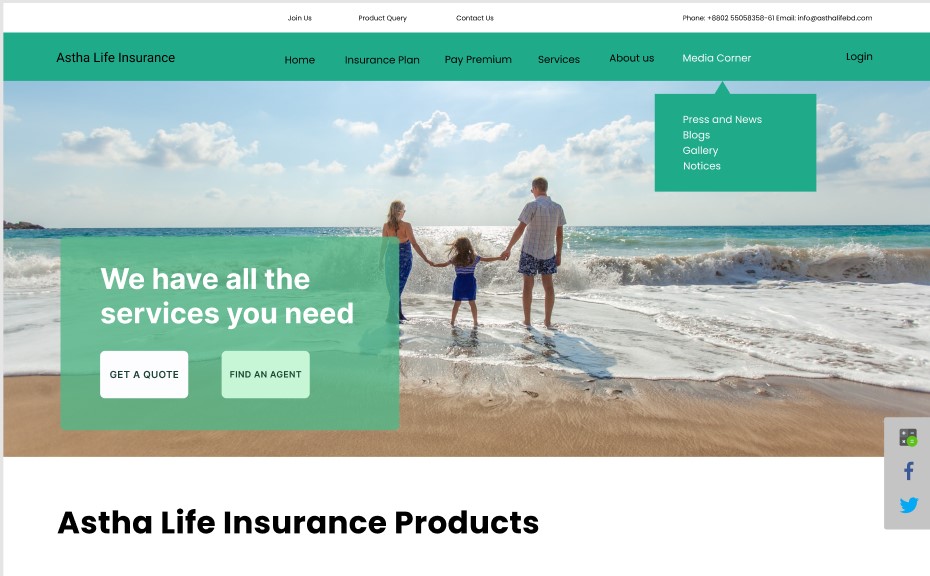 Join Us Product Query Contact Us Phone: +8802 55058358-61 Email: info@asthalifebd.com
Astha Life Insurance Home Insurance Plan Pay Premium Services About us Media Corner Login
Press and News
Blogs
Gallery
Notices
We have all the
services you need
GET A QUOTE FIND AN AGENT
Astha Life Insurance Products